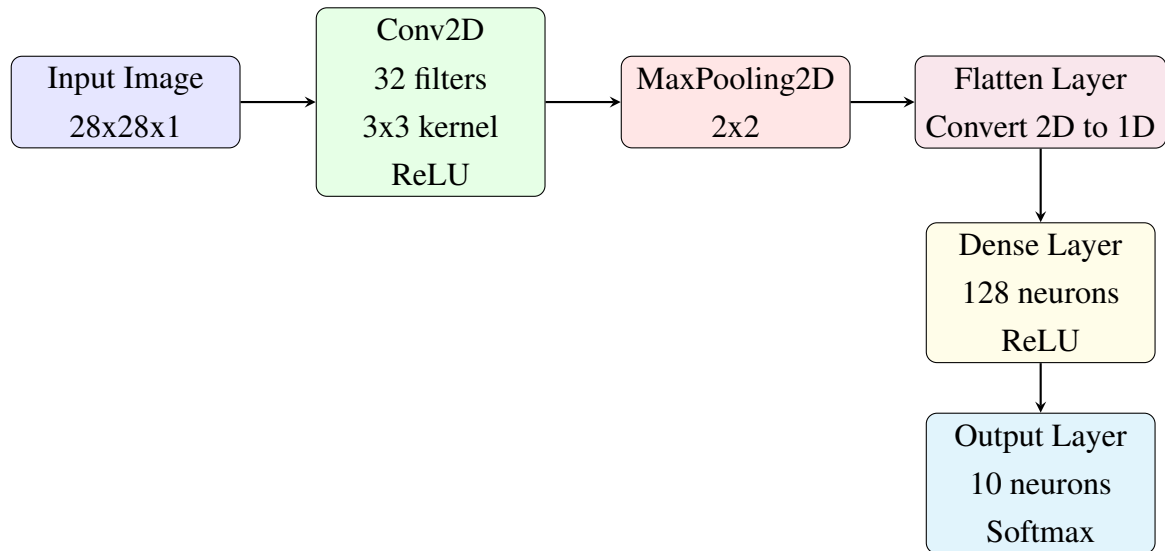 Input Image
28x28x1
Conv2D
32 filters
3x3 kernel
ReLU
MaxPooling2D
2x2
Flatten Layer
Convert 2D to 1D
Dense Layer
128 neurons
ReLU
Output Layer
10 neurons
Softmax